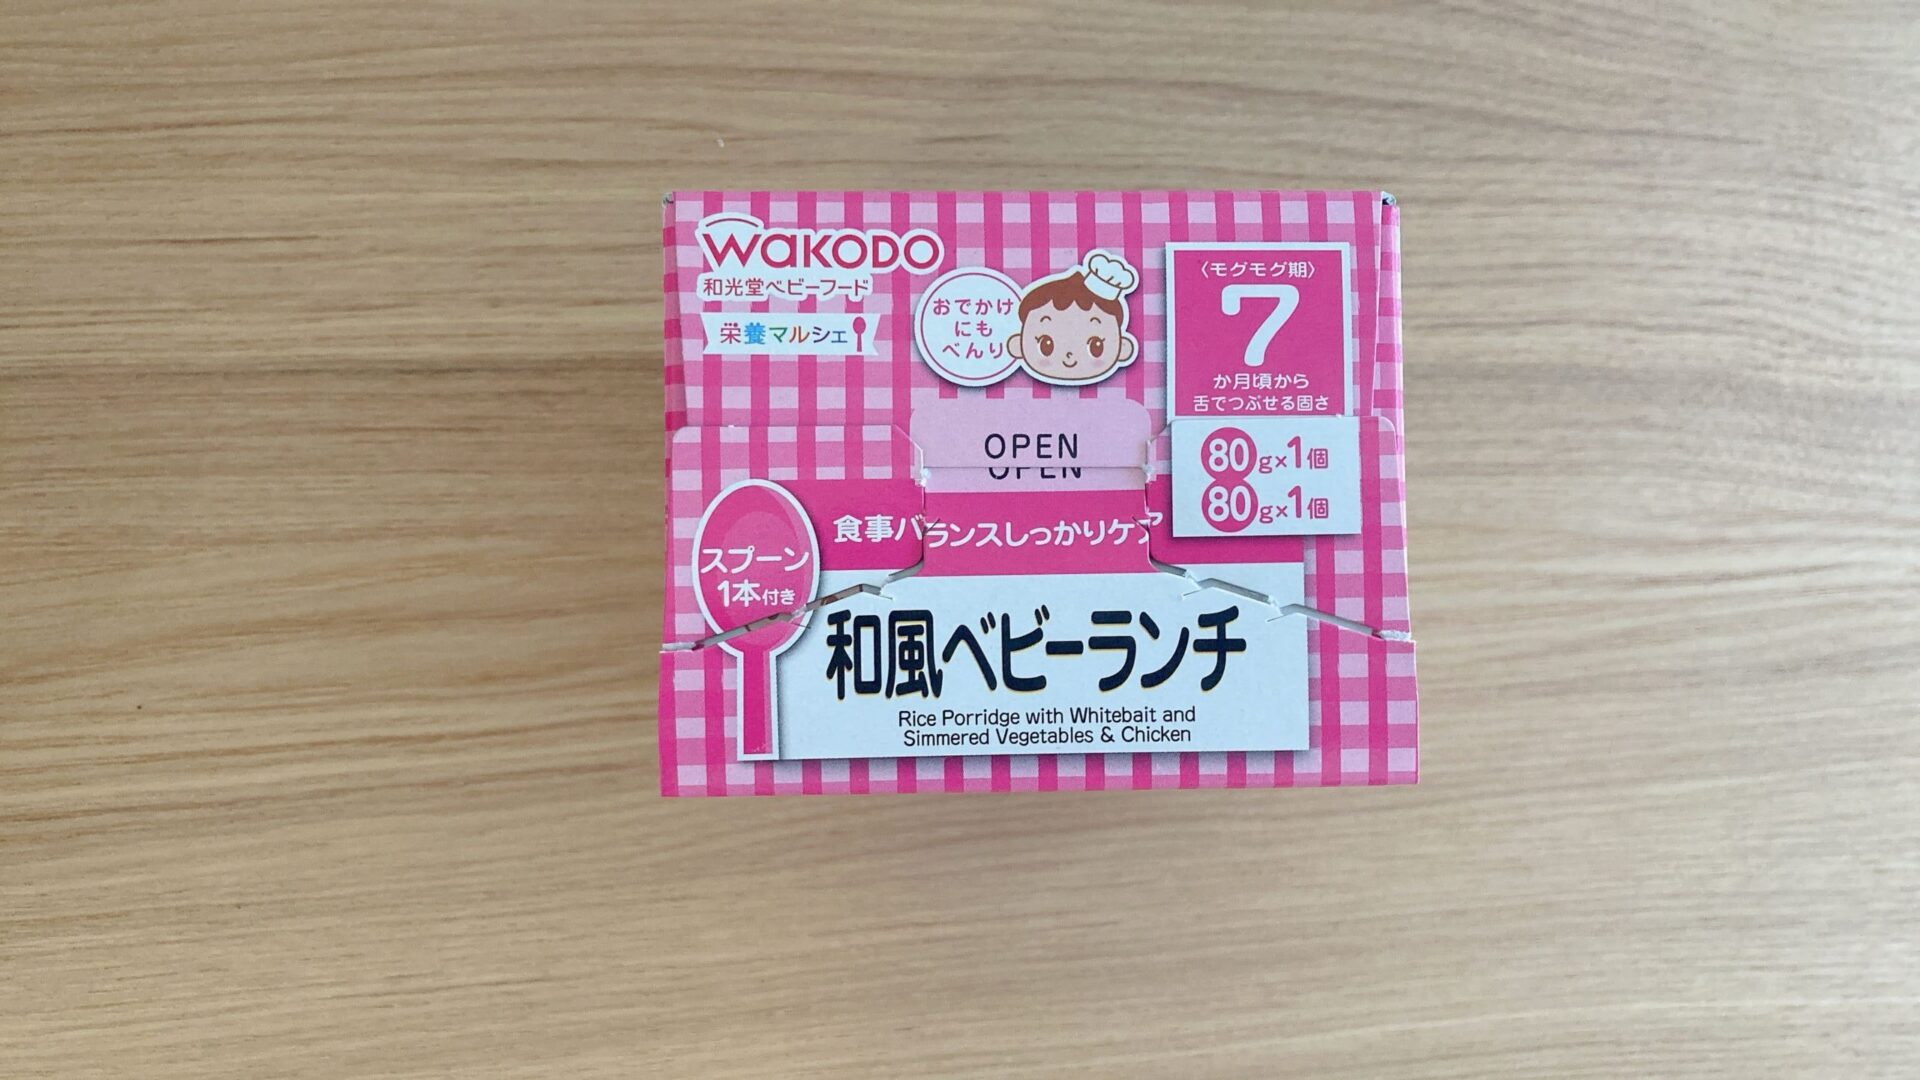 WAKODO
和光堂ベビーフード
栄養マルシェ
おでかけ
にも
べんり
〈モグモグ期〉
7
か月頃から
舌でつぶせる固さ
OPEN
OPEN
80g×1個
80g×1個
食事バランスしっかりケア
スプーン
1本付き
和風ベビーランチ
Rice Porridge with Whitebait and
Simmered Vegetables & Chicken